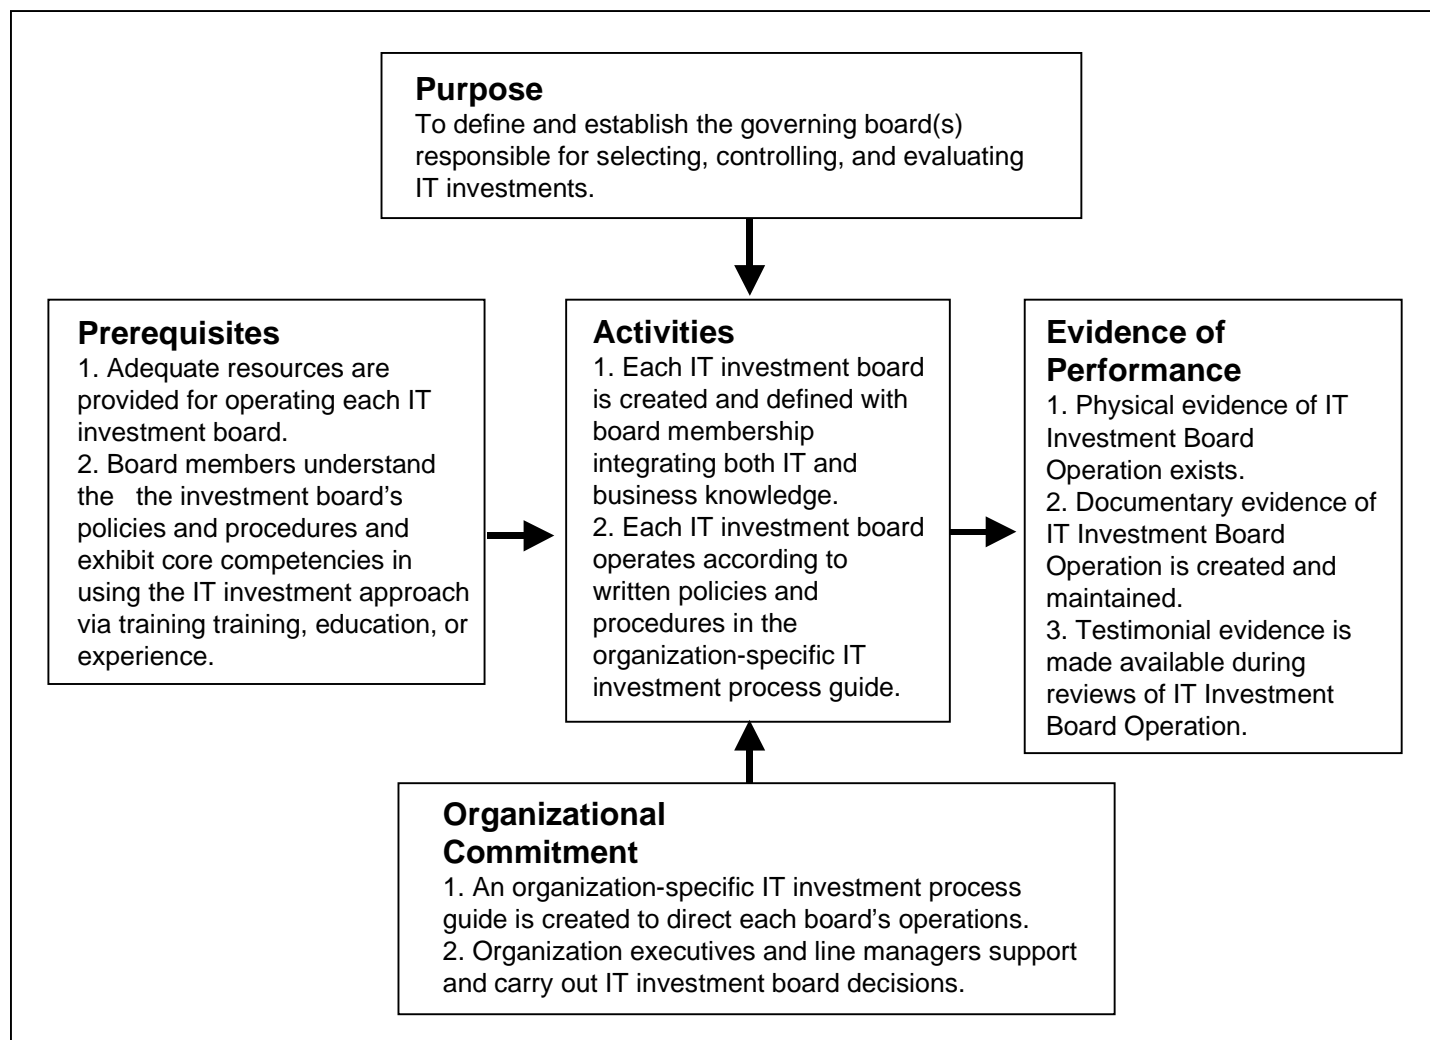 Purpose
To define and establish the governing board(s)
responsible for selecting, controlling, and evaluating
IT investments.
Prerequisites
1. Adequate resources are
provided for operating each IT
investment board.
2. Board members understand
the the investment board's
policies and procedures and
exhibit core competencies in
using the IT investment approach
via training training, education, or
experience.
Activities
1. Each IT investment board
is created and defined with
board membership
integrating both IT and
business knowledge.
2. Each IT investment board
operates according to
written policies and
procedures in the
organization-specific IT
investment process guide.
Evidence of
Performance
1. Physical evidence of IT
Investment Board
Operation exists.
2. Documentary evidence of
IT Investment Board
Operation is created and
maintained.
3. Testimonial evidence is
made available during
reviews of IT Investment
Board Operation.
Organizational
Commitment
1. An organization-specific IT investment process
guide is created to direct each board's operations.
2. Organization executives and line managers support
and carry out IT investment board decisions.